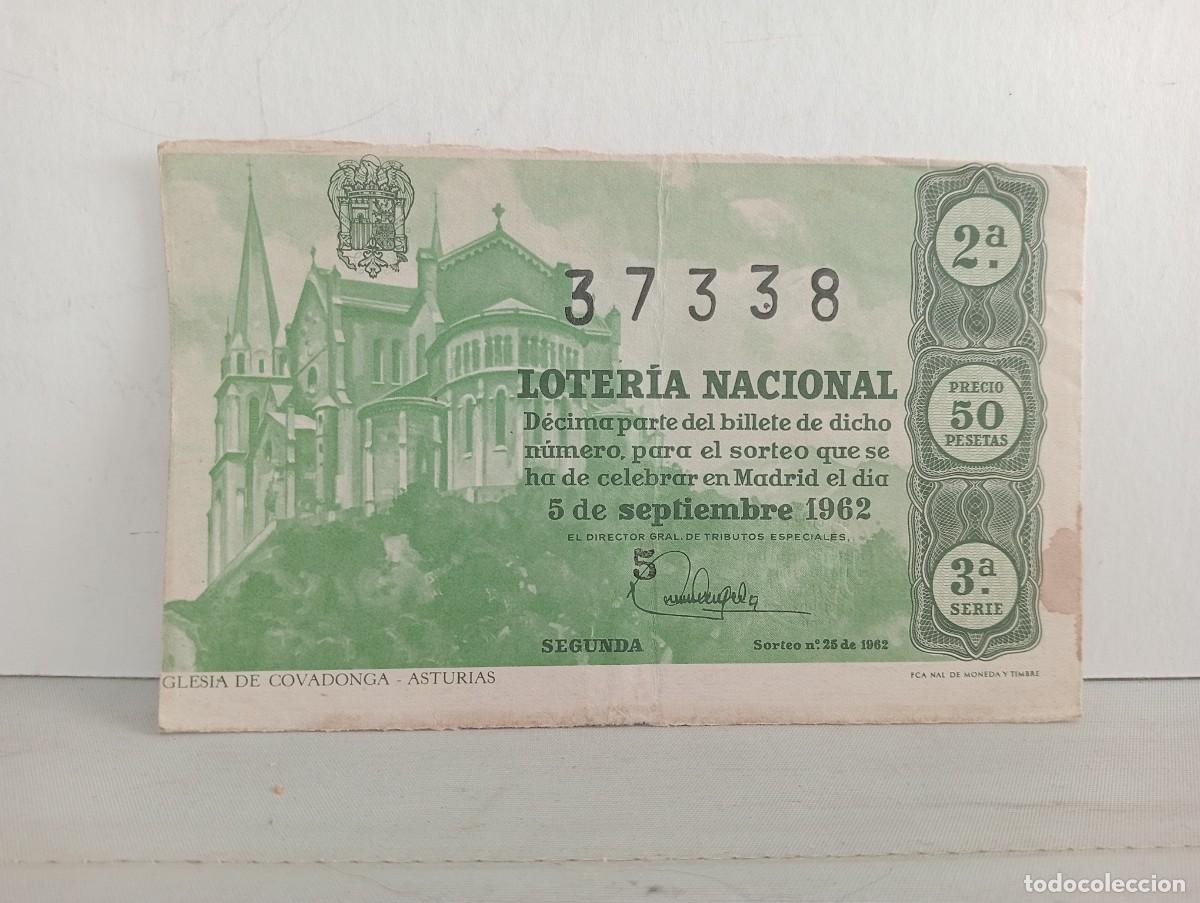 37338
LOTERÍA NACIONAL
Décima parte del billete de dicho
número, para el sorteo que se
ha de celebrar en Madrid el día
5 de septiembre 1962
EL DIRECTOR GRAL. DE TRIBUTOS ESPECIALES,
5
SEGUNDA
Sorteo nº. 25 de 1962
2ª.
PRECIO
50
PESETAS
3ª.
SERIE
GLESIA DE COVADONGA - ASTURIAS
FCA NAL DE MONEDA Y TIMBRE
todocoleccion